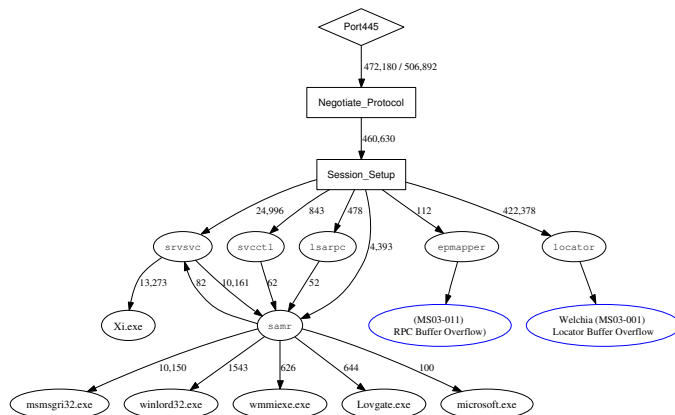 Port445
472,180 / 506,892
Negotiate_Protocol
460,630
Session_Setup
24,996
843
478
4,393
112
422,378
srvsvc
svcctl
lsarpc
epmapper
locator
13,273
82
10,161
62
52
Xi.exe
samr
(MS03-011)
RPC Buffer Overflow)
Welchia (MS03-001)
Locator Buffer Overflow
10,150
1543
626
644
100
msmsgri32.exe
winlord32.exe
wmmiexe.exe
Lovgate.exe
microsoft.exe